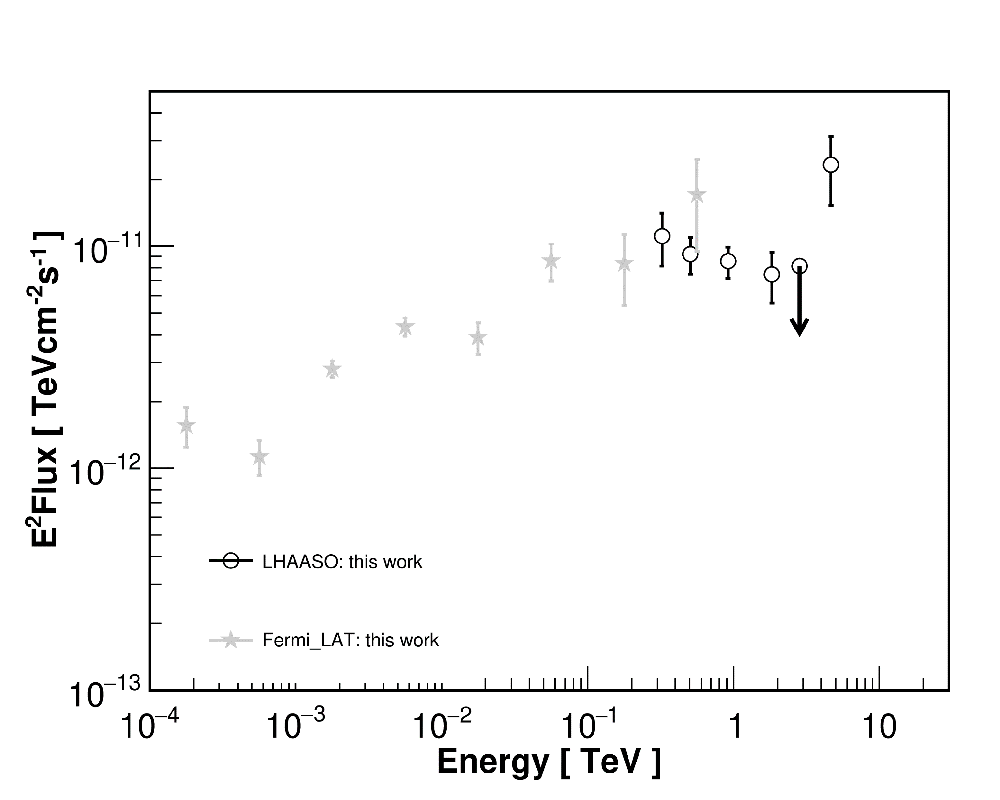 E²Flux [ TeVcm⁻²s⁻¹ ]
10⁻¹¹
10⁻¹²
10⁻¹³
LHAASO: this work
Fermi_LAT: this work
10⁻⁴ 10⁻³ 10⁻² 10⁻¹ 1 10
Energy [ TeV ]